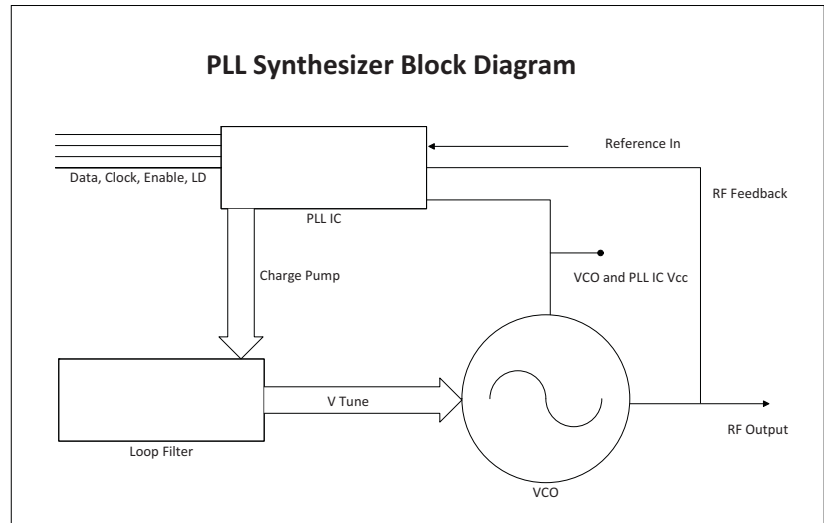 PLL Synthesizer Block Diagram
Reference In
Data, Clock, Enable, LD
RF Feedback
PLL IC
Charge Pump
VCO and PLL IC Vcc
V Tune
RF Output
Loop Filter
VCO